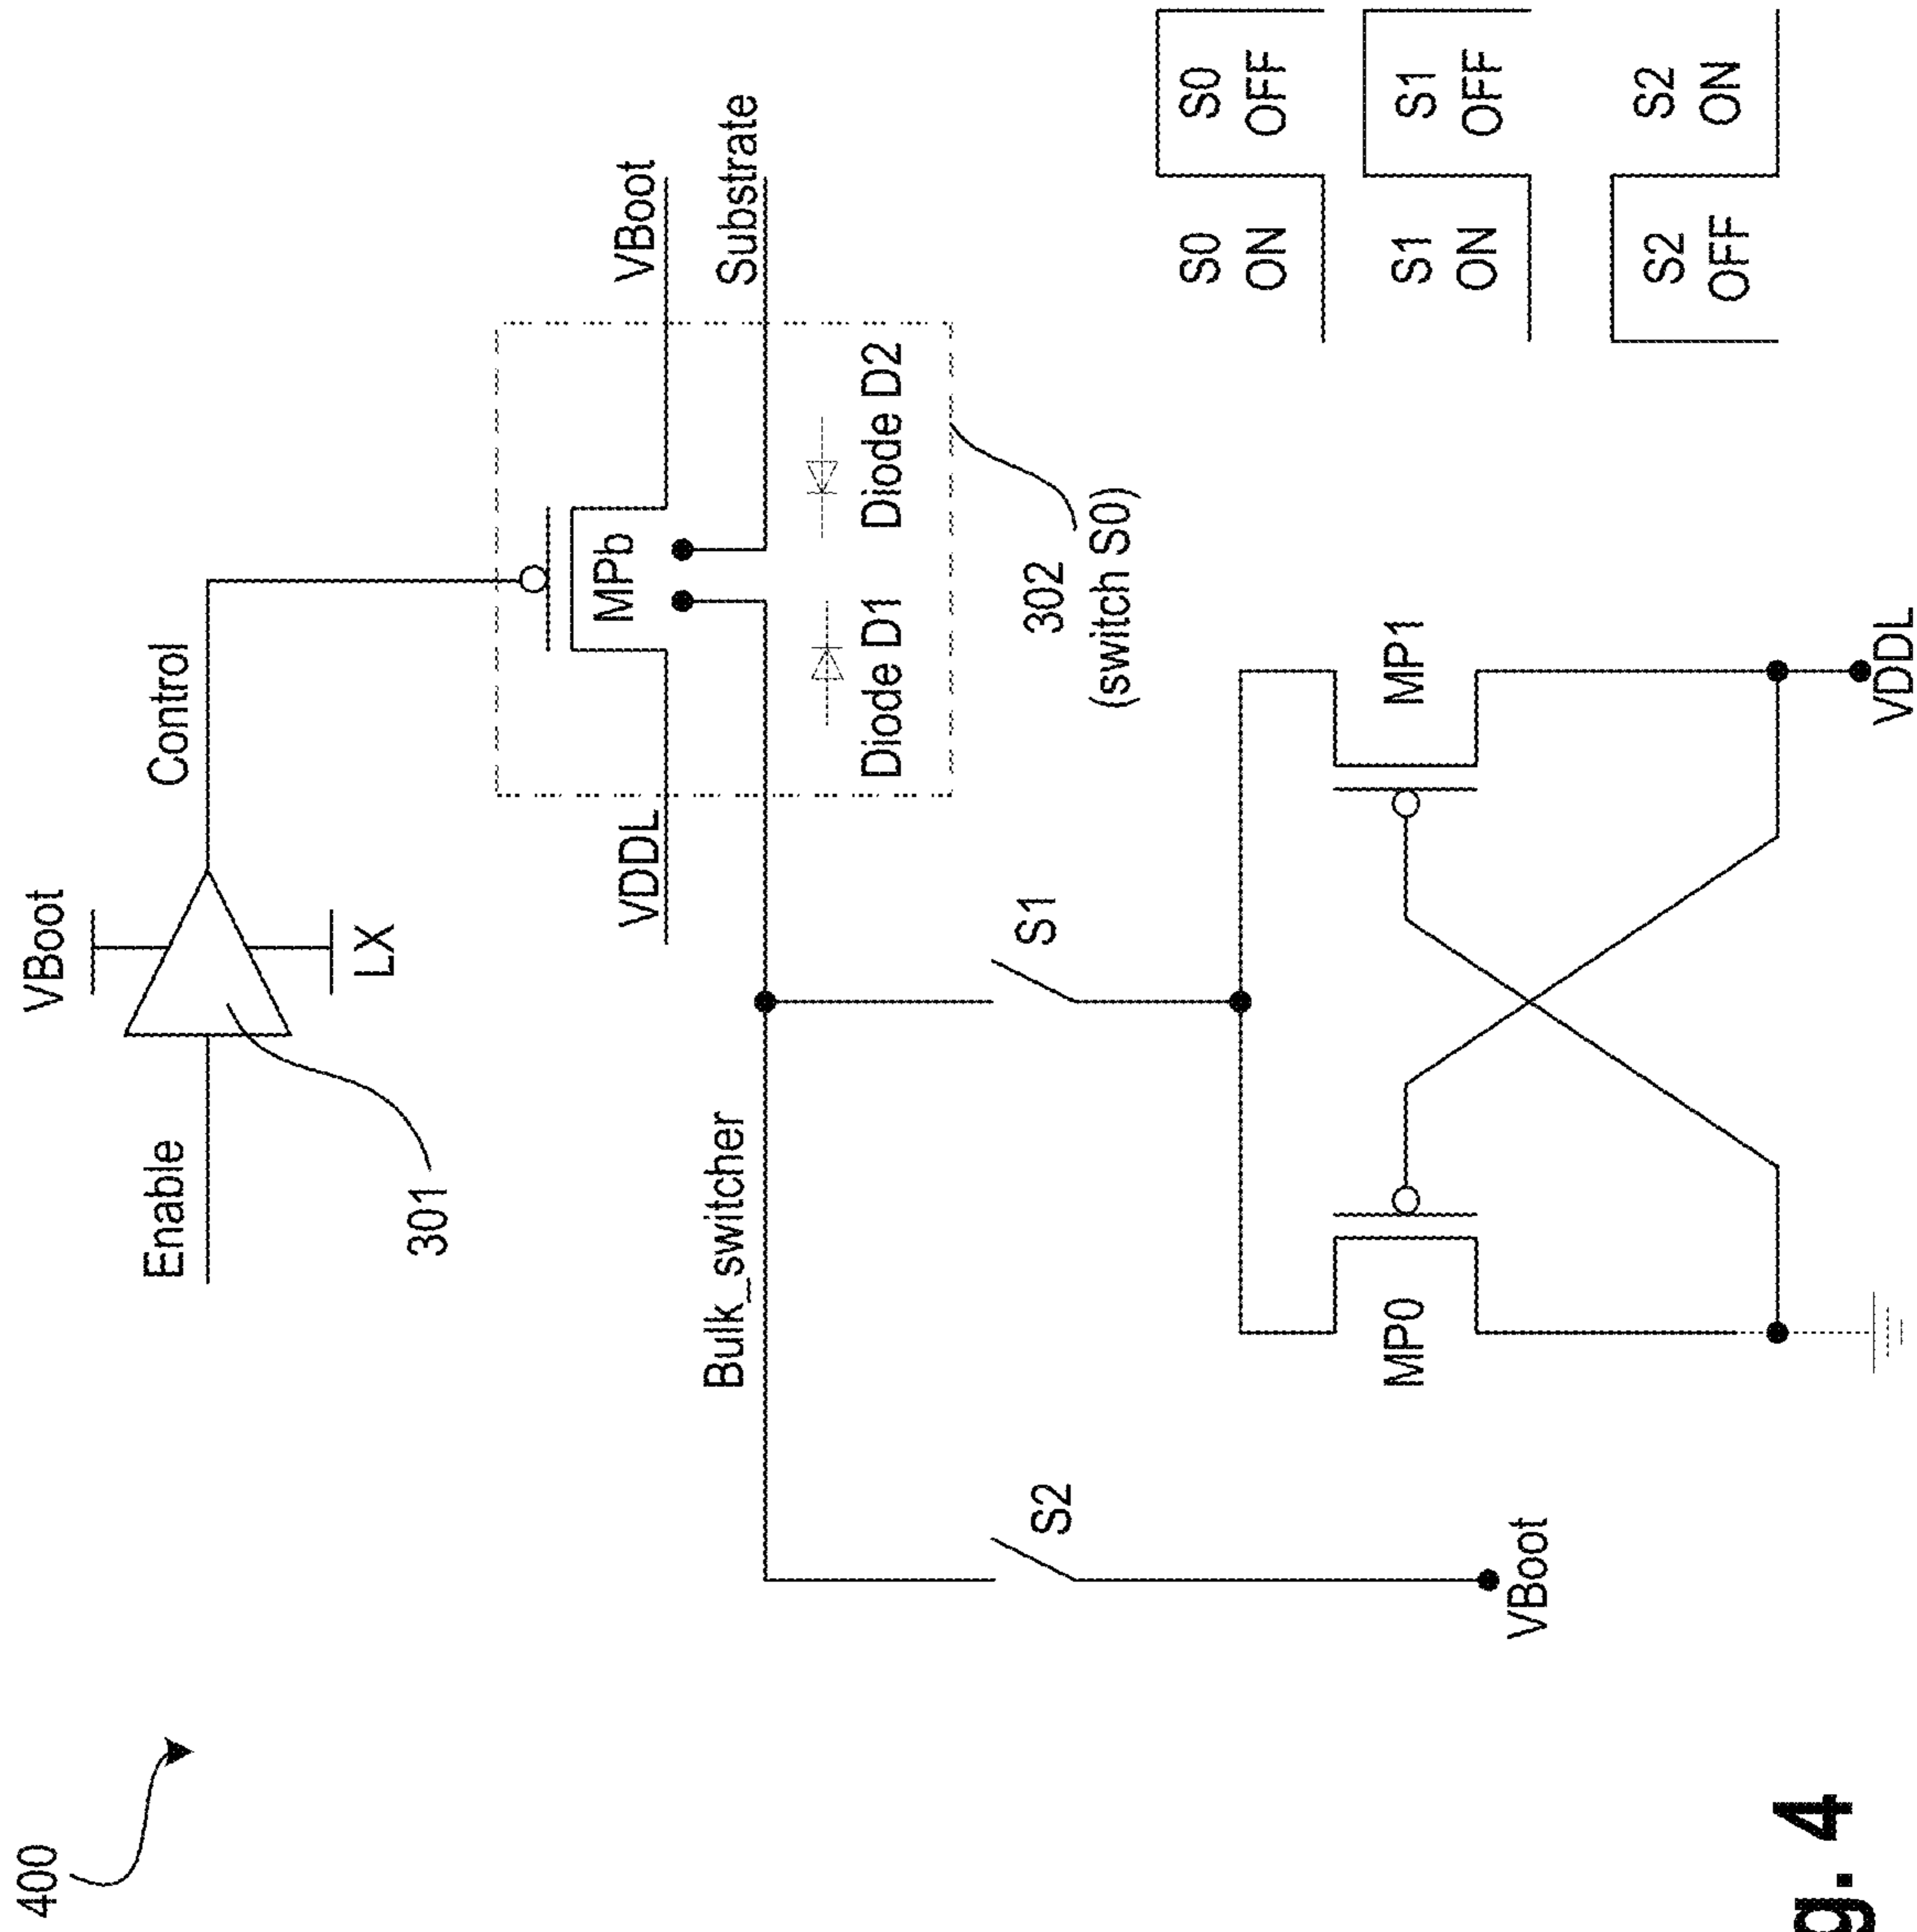 400
VBoot
Enable
Control
301
LX
VDDL
MPb
VBoot
Bulk_switcher
Substrate
Diode D1
Diode D2
S2
S1
302
(switch S0)
S0
ON
S0
OFF
MP0
MP1
S1
ON
S1
OFF
VBoot
S2
OFF
S2
ON
VDDL
g. 4